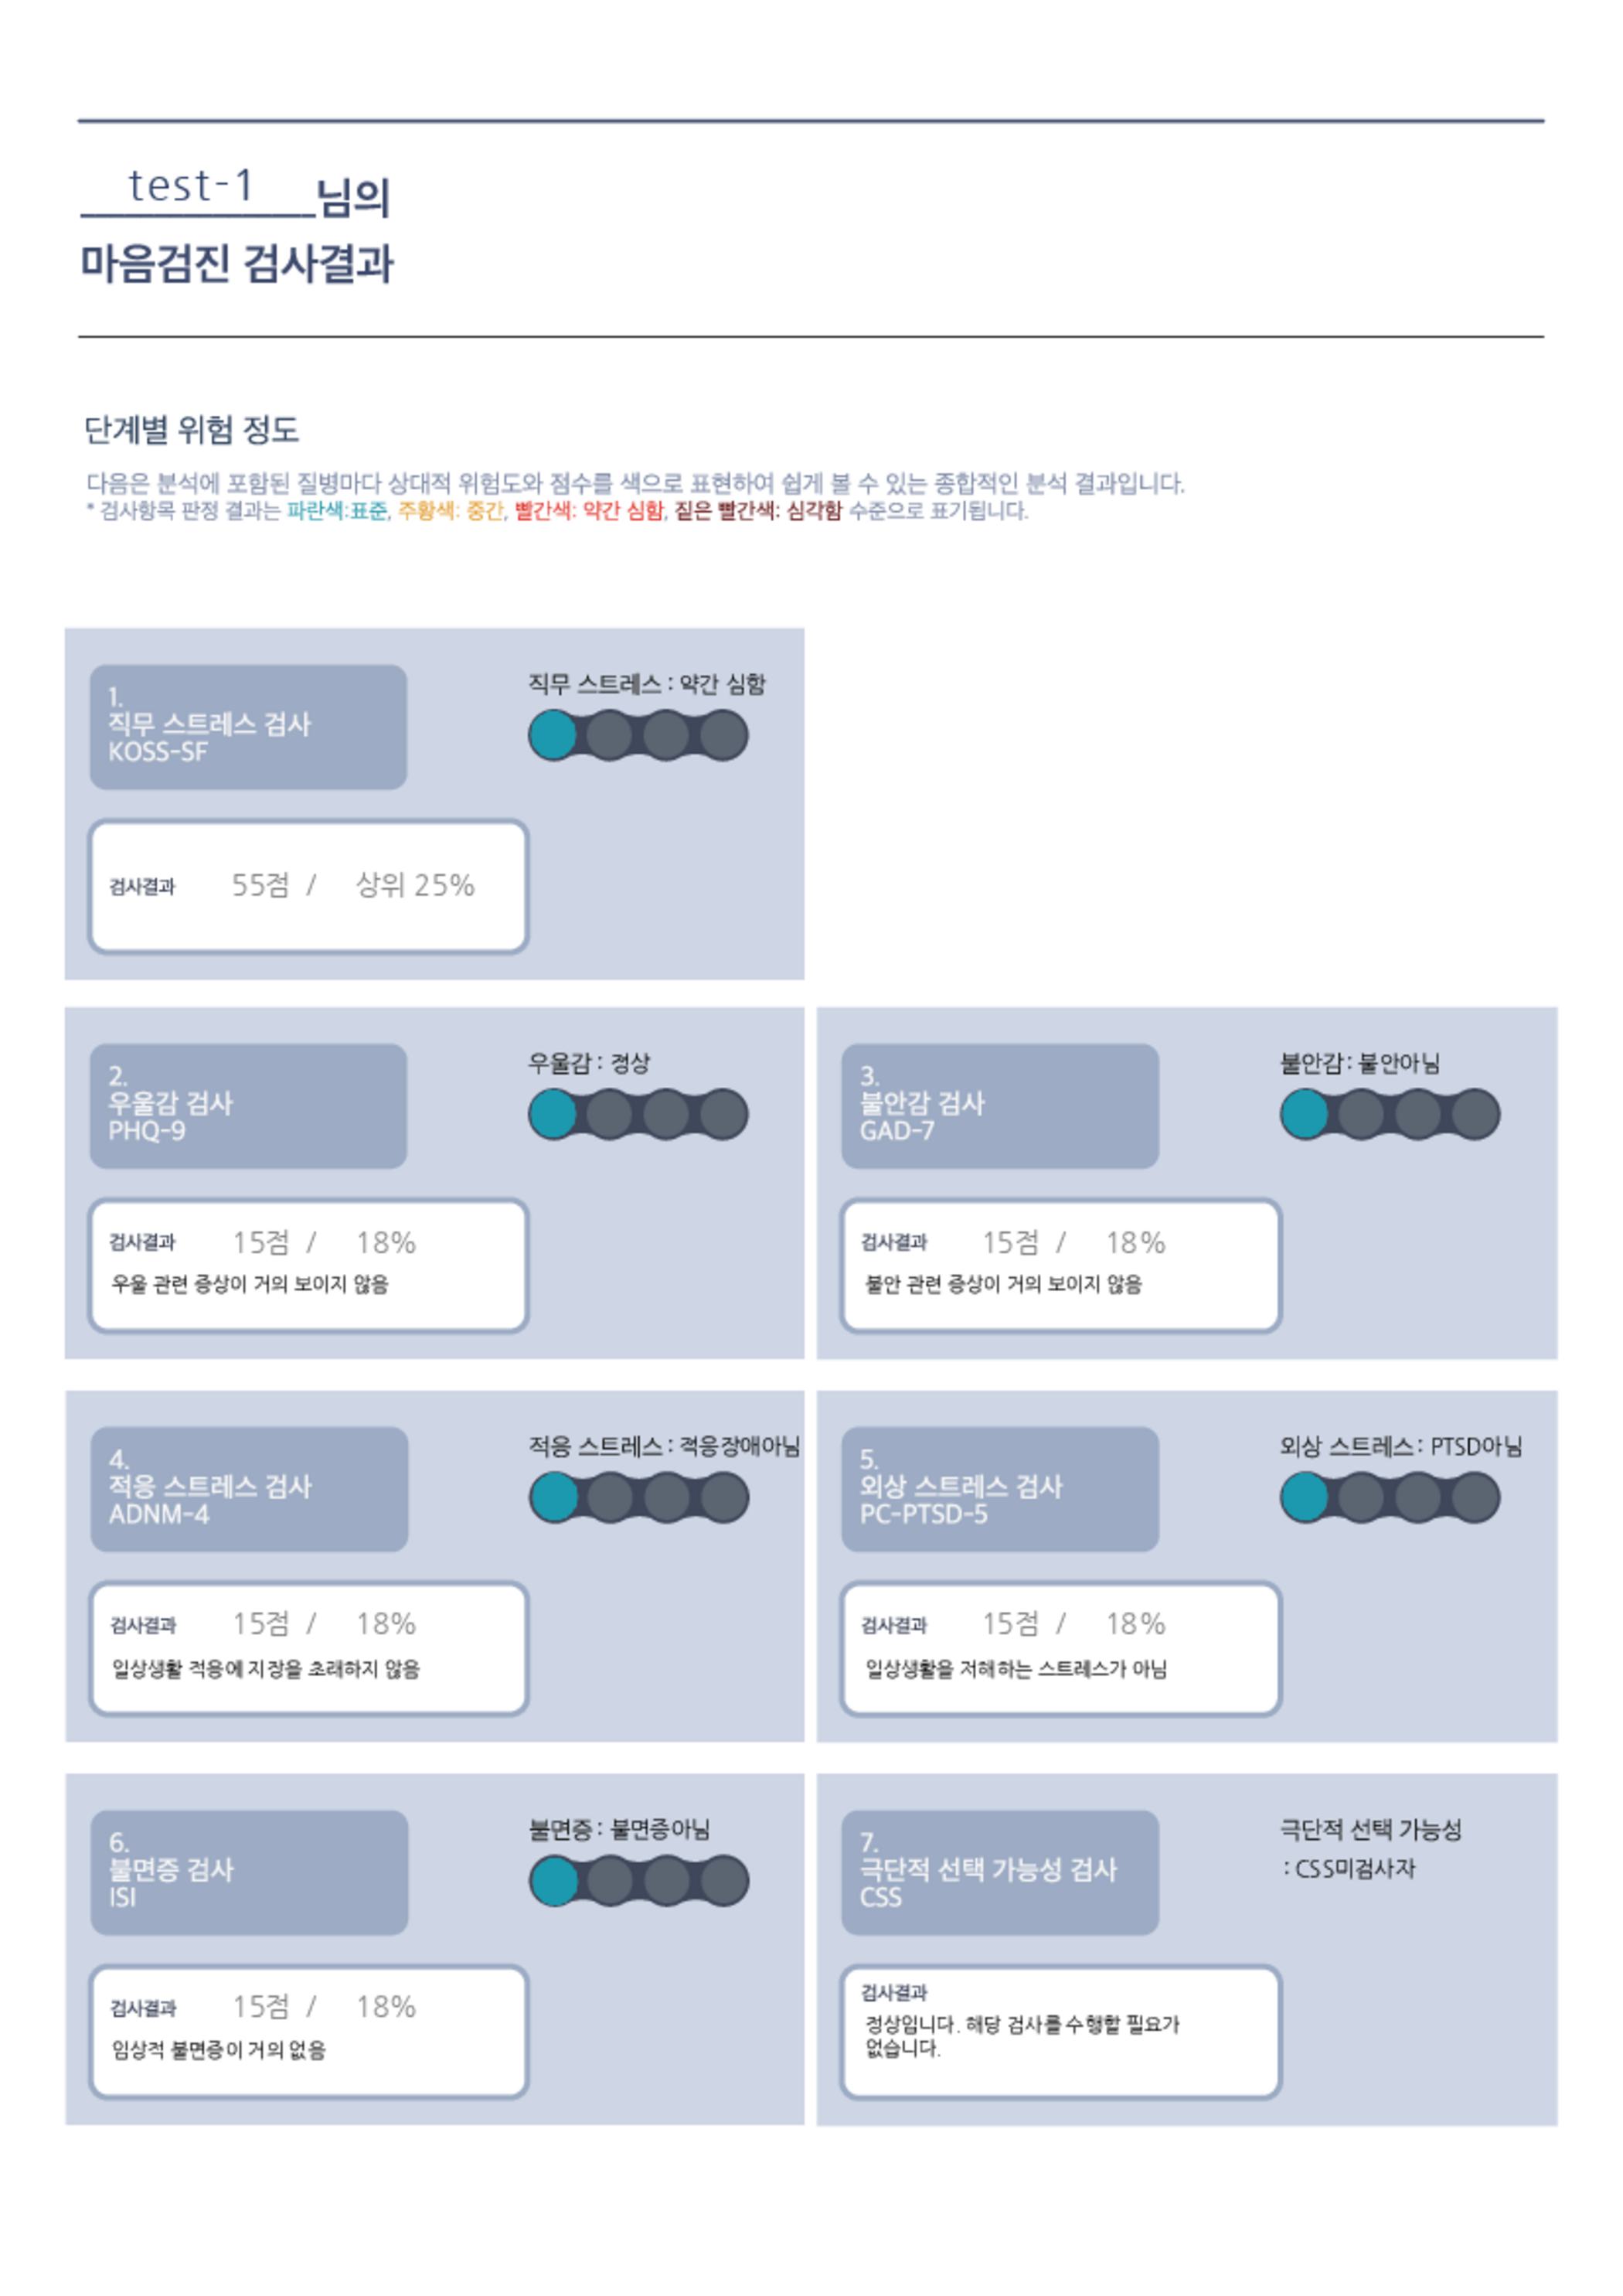 test-1 님의
마음검진 검사결과
단계별 위험 정도
다음은 분석에 포함된 질병마다 상대적 위험도와 점수를 색으로 표현하여 쉽게 볼 수 있는 종합적인 분석 결과입니다.
* 검사항목 판정 결과는 파란색:표준, 주황색: 중간, 빨간색: 약간 심함, 짙은 빨간색: 심각함 수준으로 표기됩니다.
1.
직무 스트레스 검사
KOSS-SF
직무 스트레스 : 약간 심함
검사결과 55점 / 상위 25%
2.
우울감 검사
PHQ-9
우울감 : 정상
검사결과 15점 / 18%
우울 관련 증상이 거의 보이지 않음
3.
불안감 검사
GAD-7
불안감 : 불안아님
검사결과 15점 / 18%
불안 관련 증상이 거의 보이지 않음
4.
적응 스트레스 검사
ADNM-4
적응 스트레스 : 적응장애아님
검사결과 15점 / 18%
일상생활 적응에 지장을 초래하지 않음
5.
외상 스트레스 검사
PC-PTSD-5
외상 스트레스 : PTSD아님
검사결과 15점 / 18%
일상생활을 저해하는 스트레스가 아님
6.
불면증 검사
ISI
불면증 : 불면증아님
검사결과 15점 / 18%
임상적 불면증이 거의 없음
7.
극단적 선택 가능성 검사
CSS
극단적 선택 가능성
: CSS미검사자
검사결과
정상입니다. 해당 검사를 수행할 필요가
없습니다.